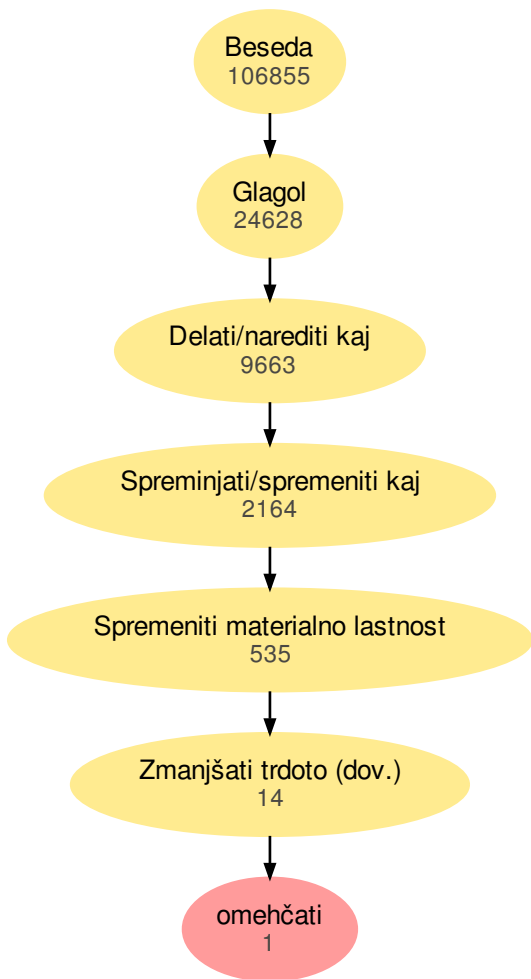 Beseda
106855
Glagol
24628
Delati/narediti kaj
9663
Spreminjati/spremeniti kaj
2164
Spremeniti materialno lastnost
535
Zmanjšati trdoto (dov.)
14
omehčati
1